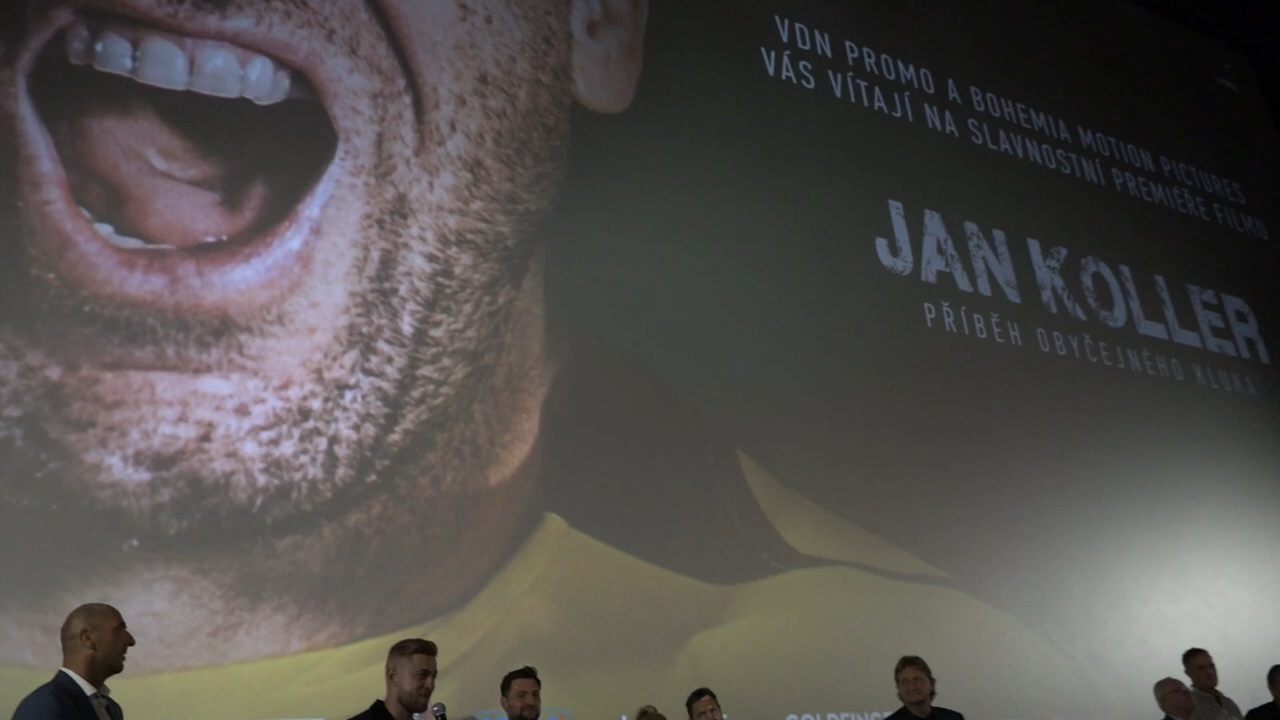 VDN PROMO A BOHEMIA MOTION PICTURES
VÁS VÍTAJÍ NA SLAVNOSTNÍ PREMIÉŘE FILMU
JAN KOLLER
PŘÍBĚH OBYČEJNÉHO KLUKA